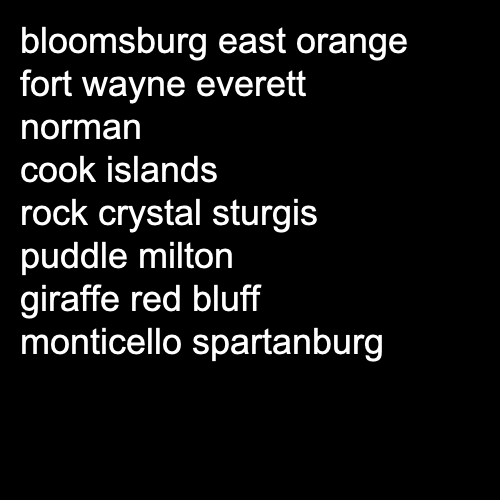 bloomsburg east orange
fort wayne everett
norman
cook islands
rock crystal sturgis
puddle milton
giraffe red bluff
monticello spartanburg